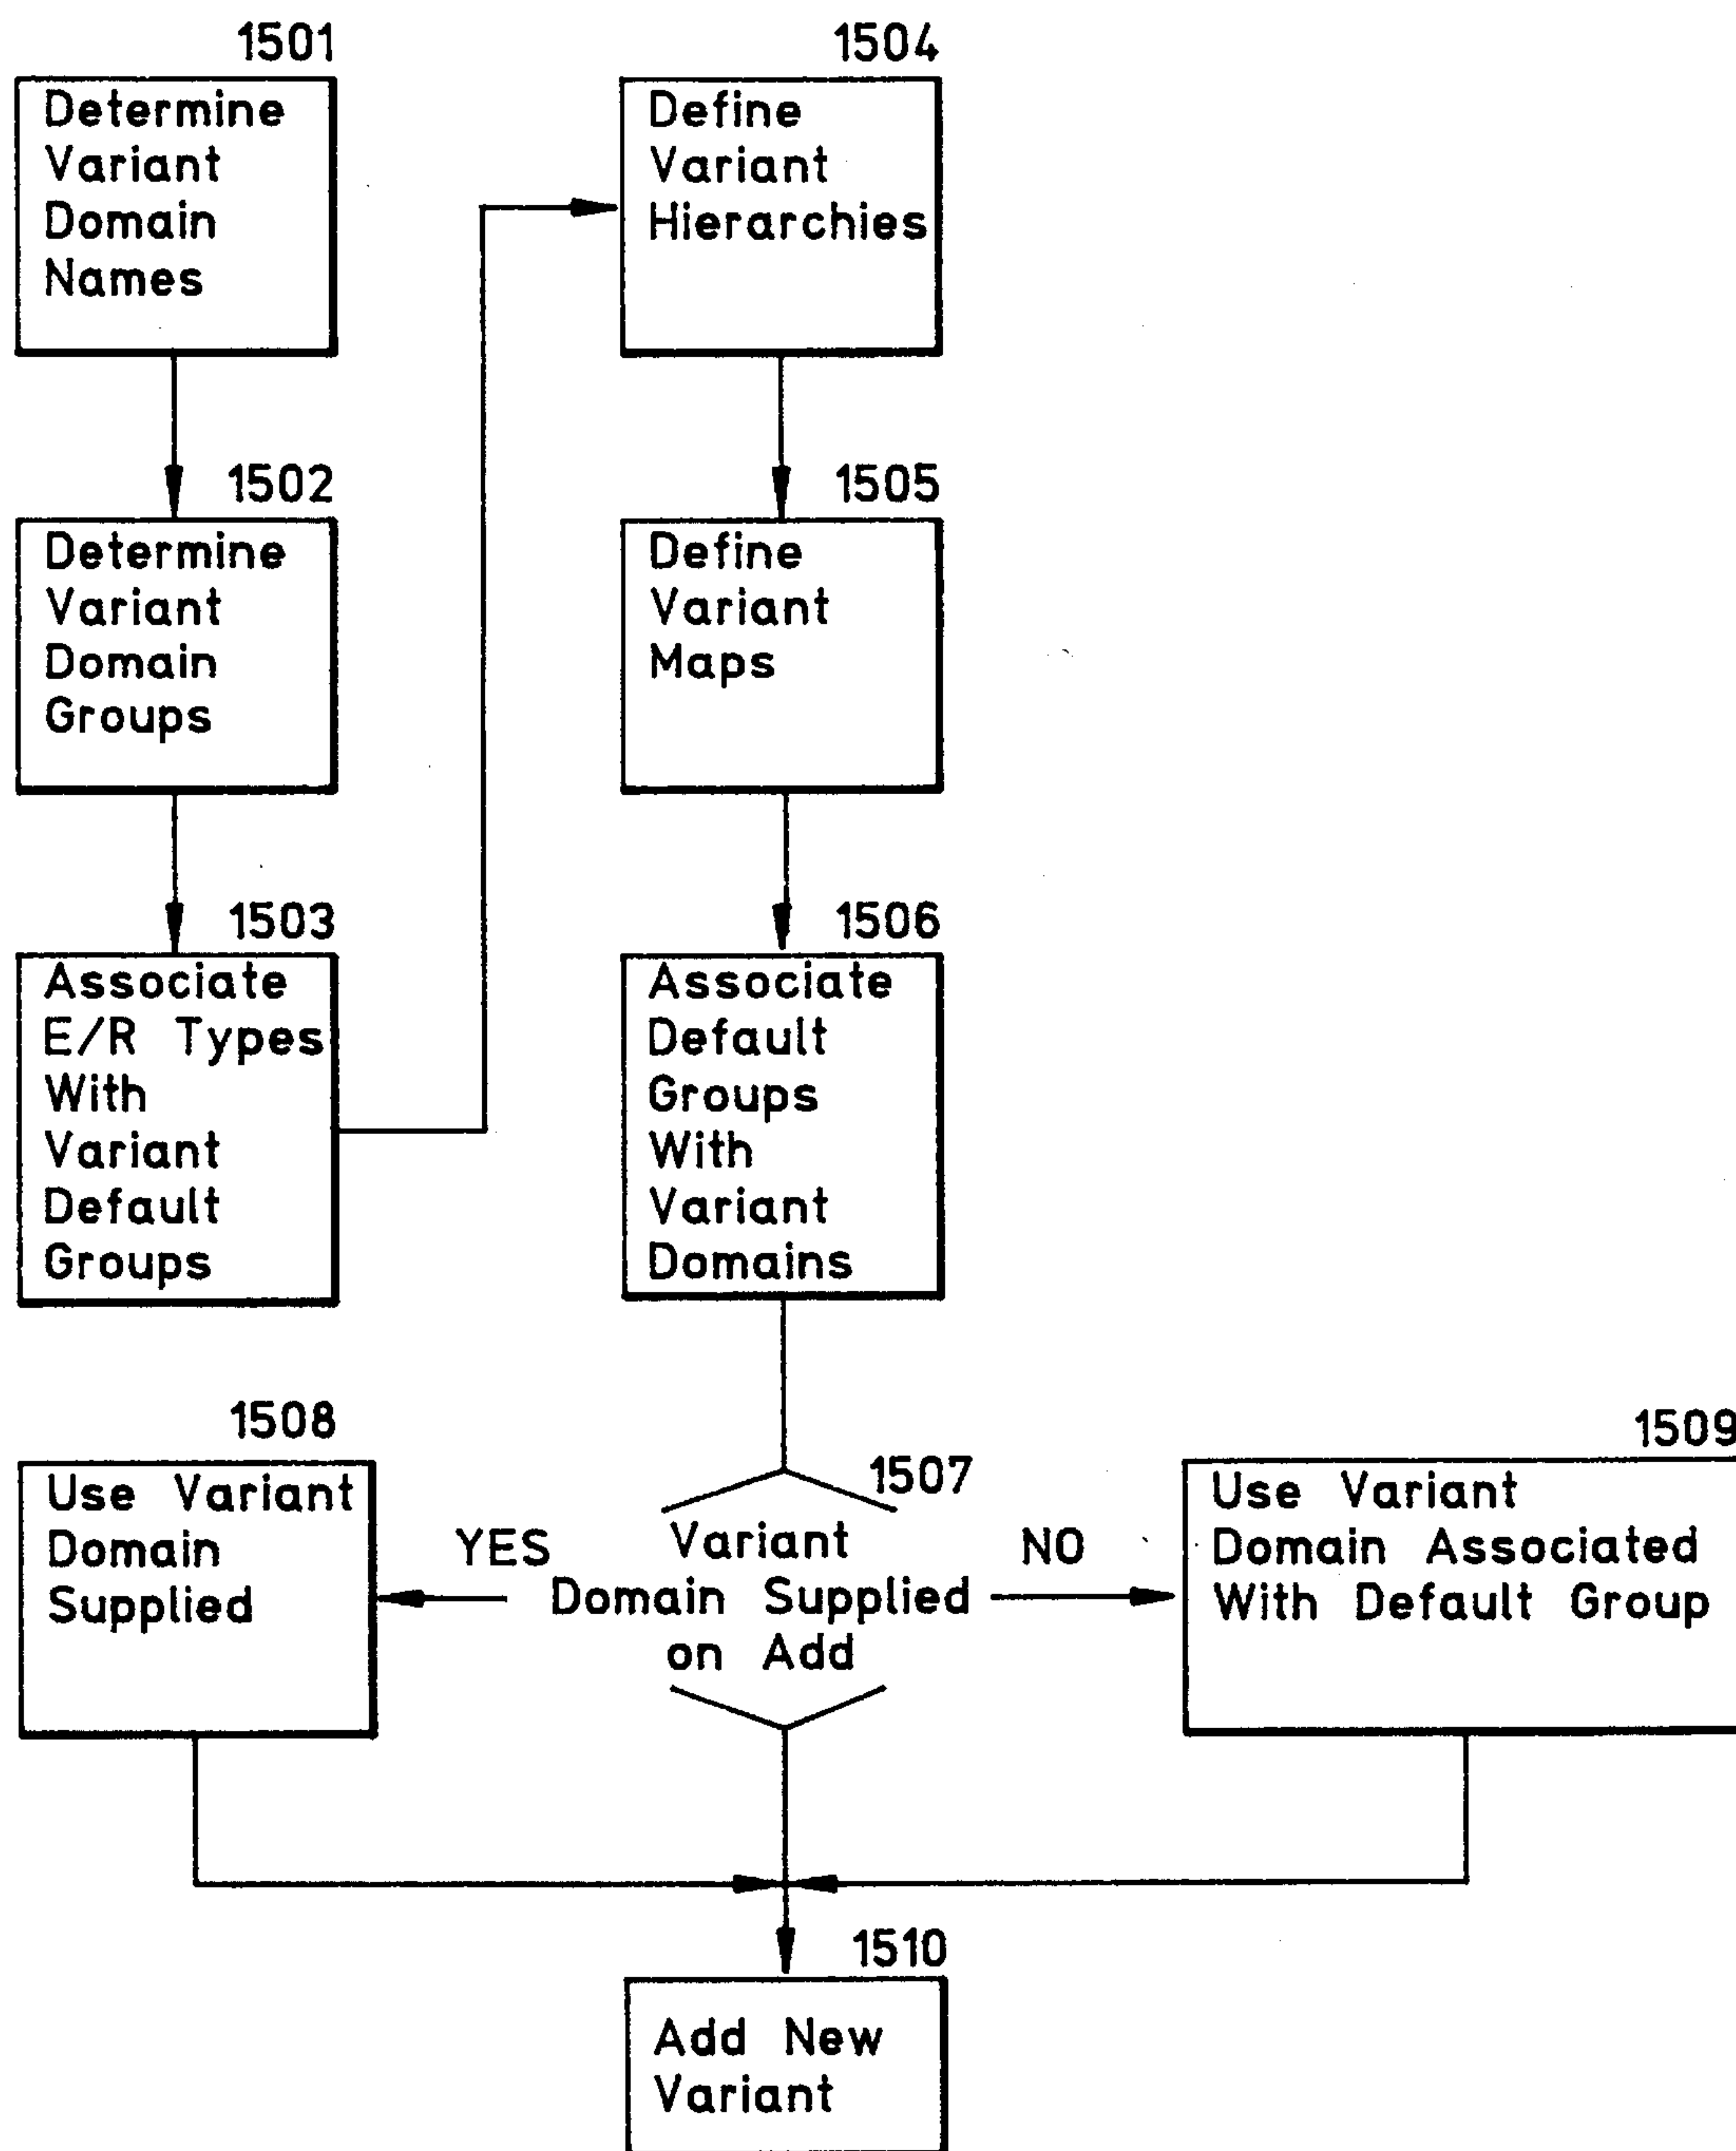 1501
Determine
Variant
Domain
Names
1502
Determine
Variant
Domain
Groups
1503
Associate
E/R Types
With
Variant
Default
Groups
1504
Define
Variant
Hierarchies
1505
Define
Variant
Maps
1506
Associate
Default
Groups
With
Variant
Domains
1507
Variant
Domain Supplied
on Add
YES
NO
1508
Use Variant
Domain
Supplied
1509
Use Variant
Domain Associated
With Default Group
1510
Add New
Variant